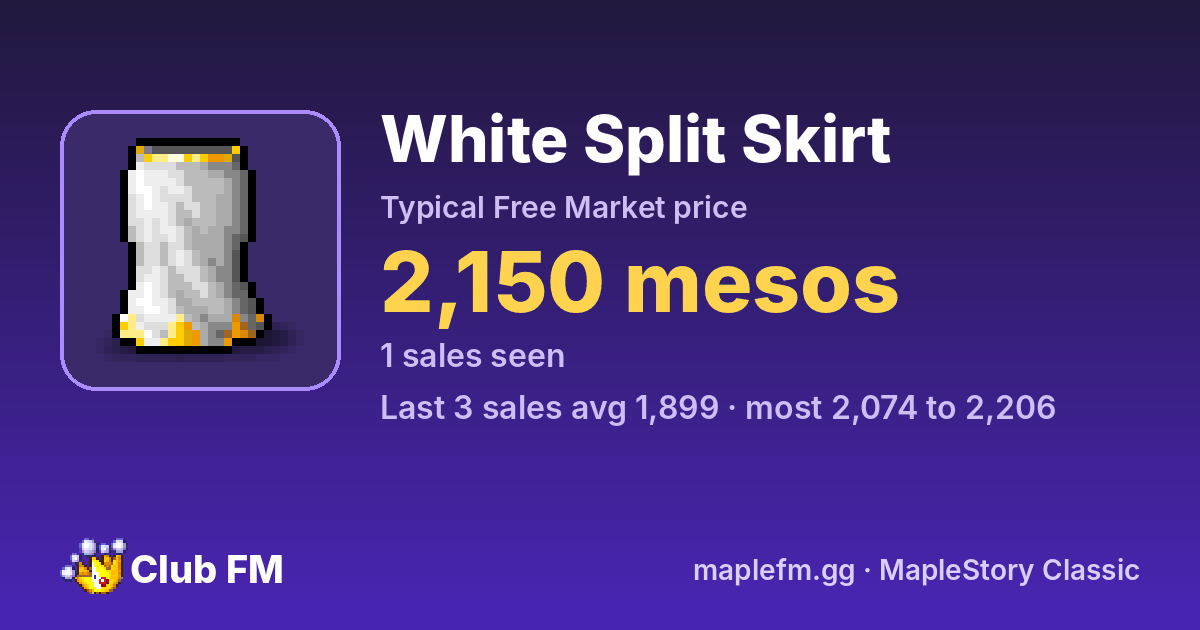 White Split Skirt
Typical Free Market price
2,150 mesos
1 sales seen
Last 3 sales avg 1,899 · most 2,074 to 2,206
Club FM
maplefm.gg · MapleStory Classic